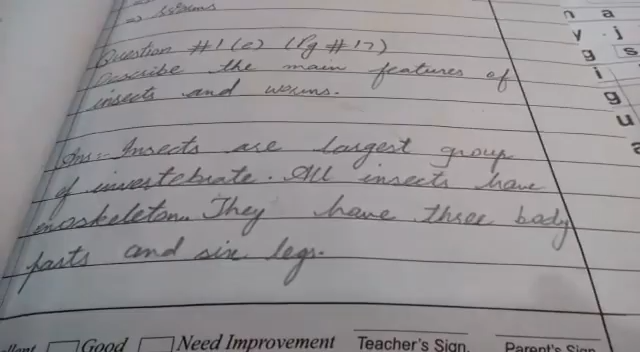 ⇒ worms
Question #1(c) (Pg #17)
Describe the main features of
insects and worms.
Ans:- Insects are largest group
of invertebrate. All insects have
exoskeleton. They have three body
parts and six legs.
Good Need Improvement Teacher's Sign. Parent's Sign
n a
y . j
g s
i
g
u
a